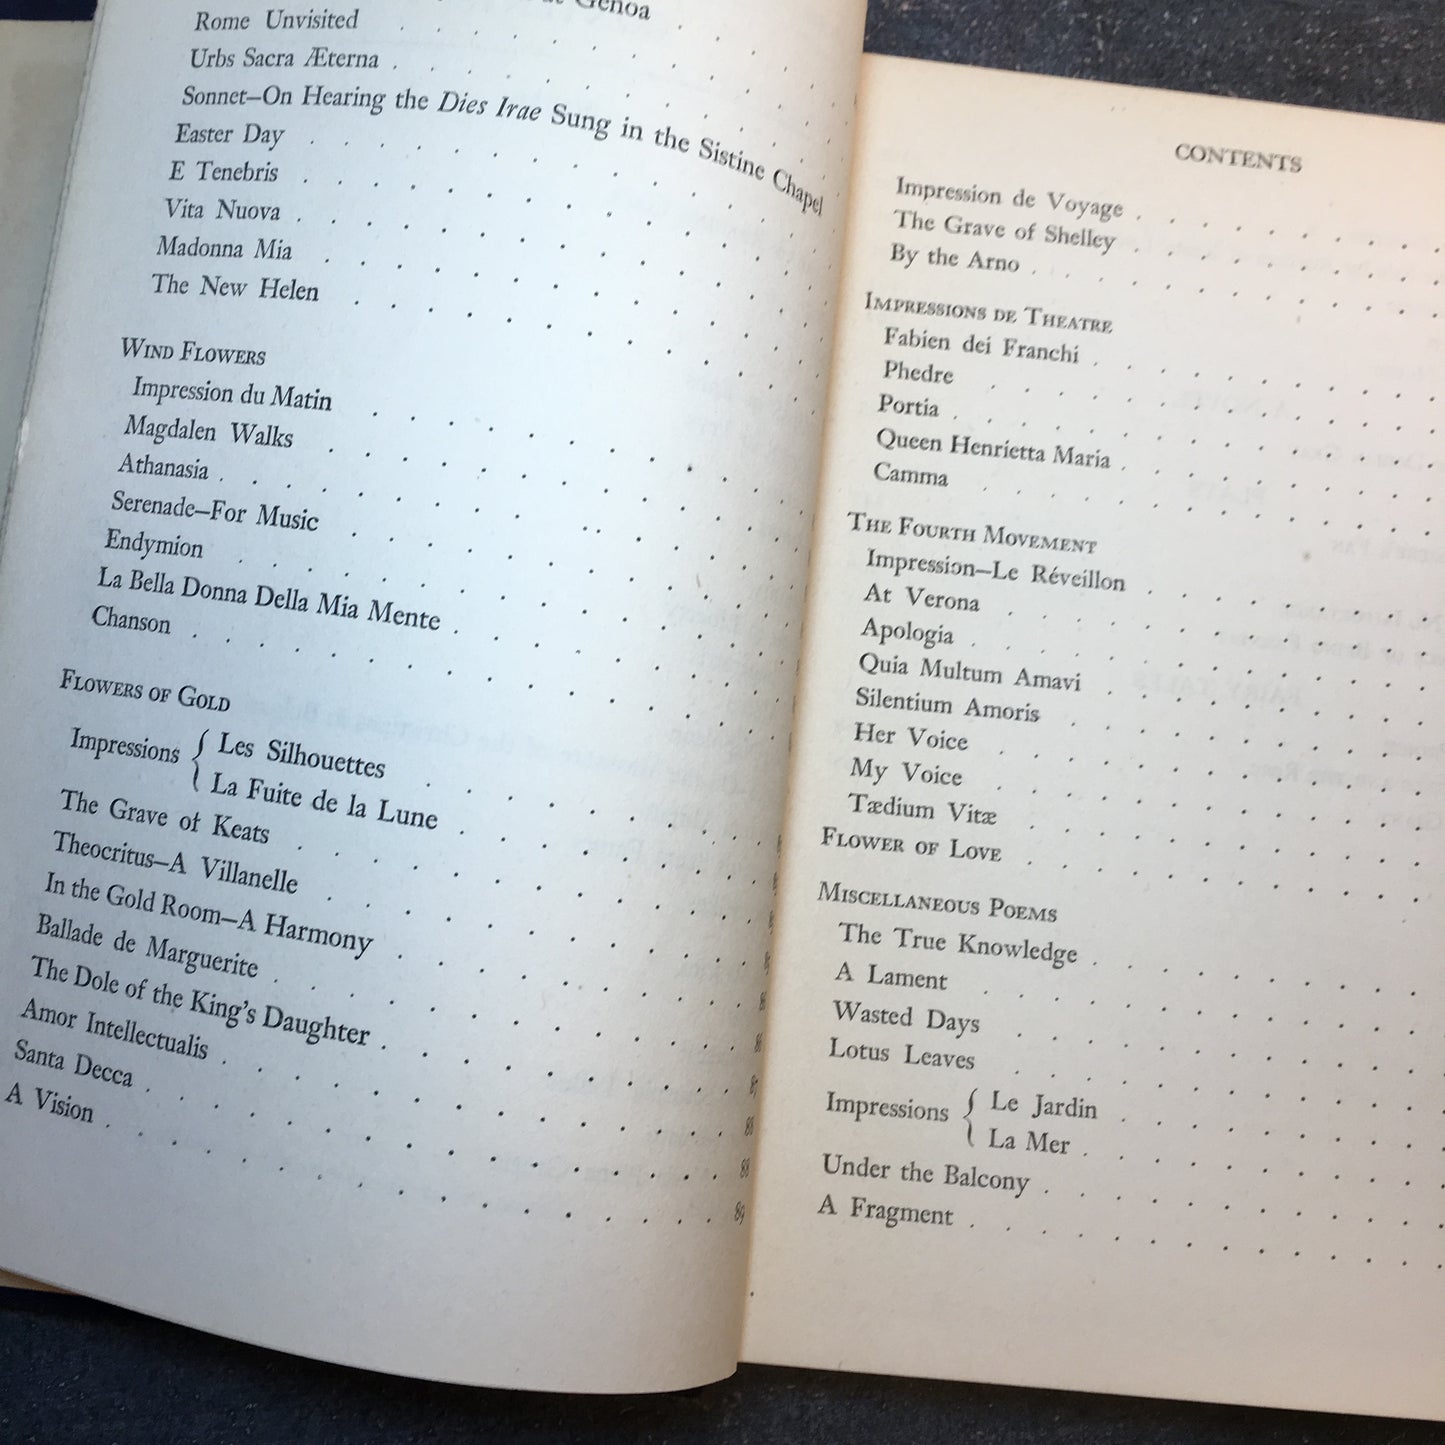 Genoa
Rome Unvisited
Urbs Sacra Æterna
Sonnet—On Hearing the Dies Irae Sung in the Sistine Chapel
Easter Day
E Tenebris
Vita Nuova
Madonna Mia
The New Helen
WIND FLOWERS
Impression du Matin
Magdalen Walks
Athanasia
Serenade—For Music
Endymion
La Bella Donna Della Mia Mente
Chanson
FLOWERS OF GOLD
Impressions { Les Silhouettes
La Fuite de la Lune
The Grave of Keats
Theocritus—A Villanelle
In the Gold Room—A Harmony
Ballade de Marguerite
The Dole of the King's Daughter
Amor Intellectualis 87
Santa Decca 88
A Vision 88
89
CONTENTS
Impression de Voyage
The Grave of Shelley
By the Arno
IMPRESSIONS DE THEATRE
Fabien dei Franchi
Phedre
Portia
Queen Henrietta Maria
Camma
THE FOURTH MOVEMENT
Impression—Le Réveillon
At Verona
Apologia
Quia Multum Amavi
Silentium Amoris
Her Voice
My Voice
Tædium Vitæ
FLOWER OF LOVE
MISCELLANEOUS POEMS
The True Knowledge
A Lament
Wasted Days
Lotus Leaves
Impressions { Le Jardin
La Mer
Under the Balcony
A Fragment